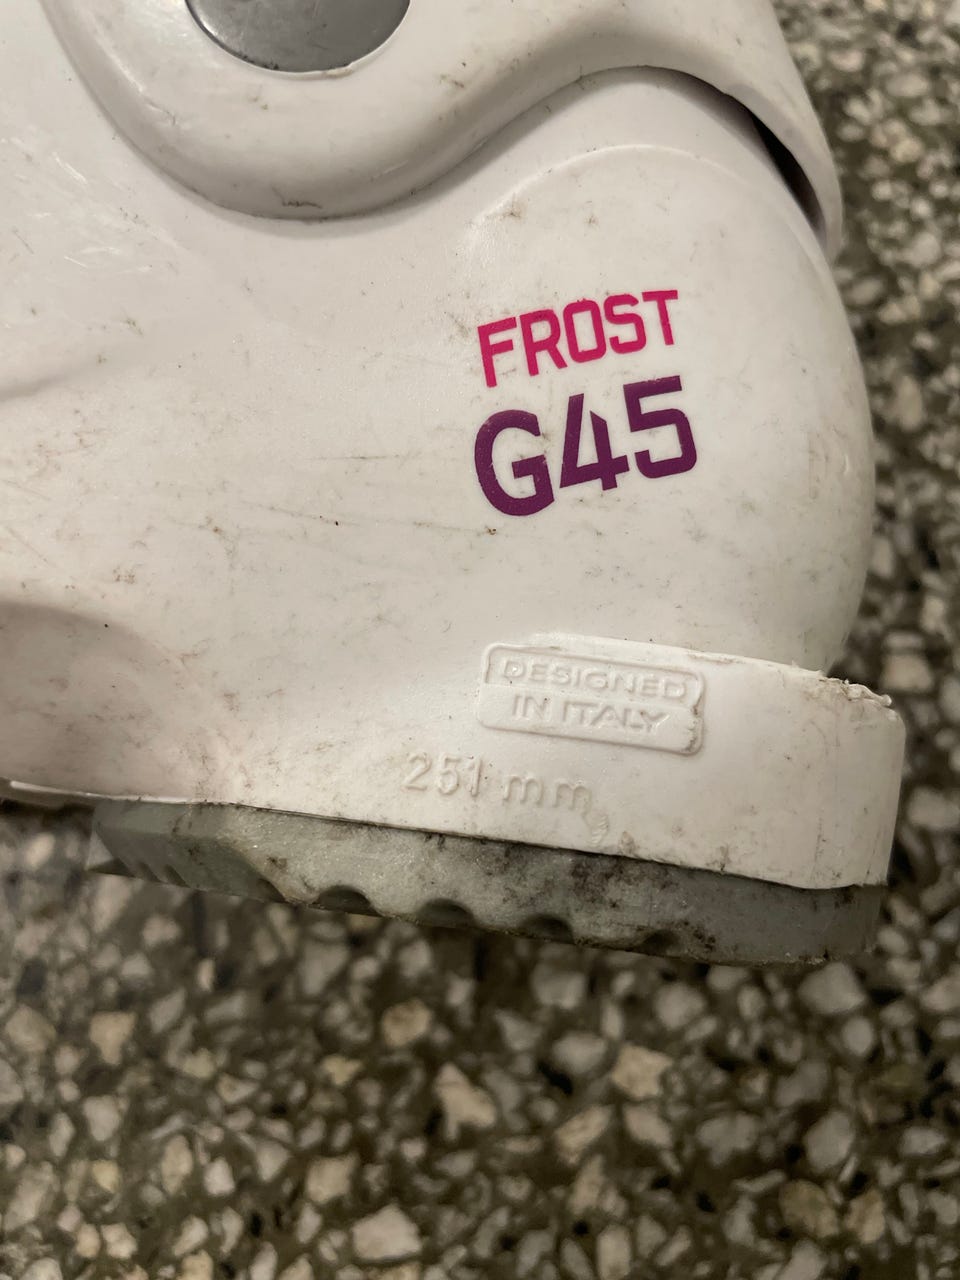 FROST
G45
DESIGNED
IN ITALY
251 mm